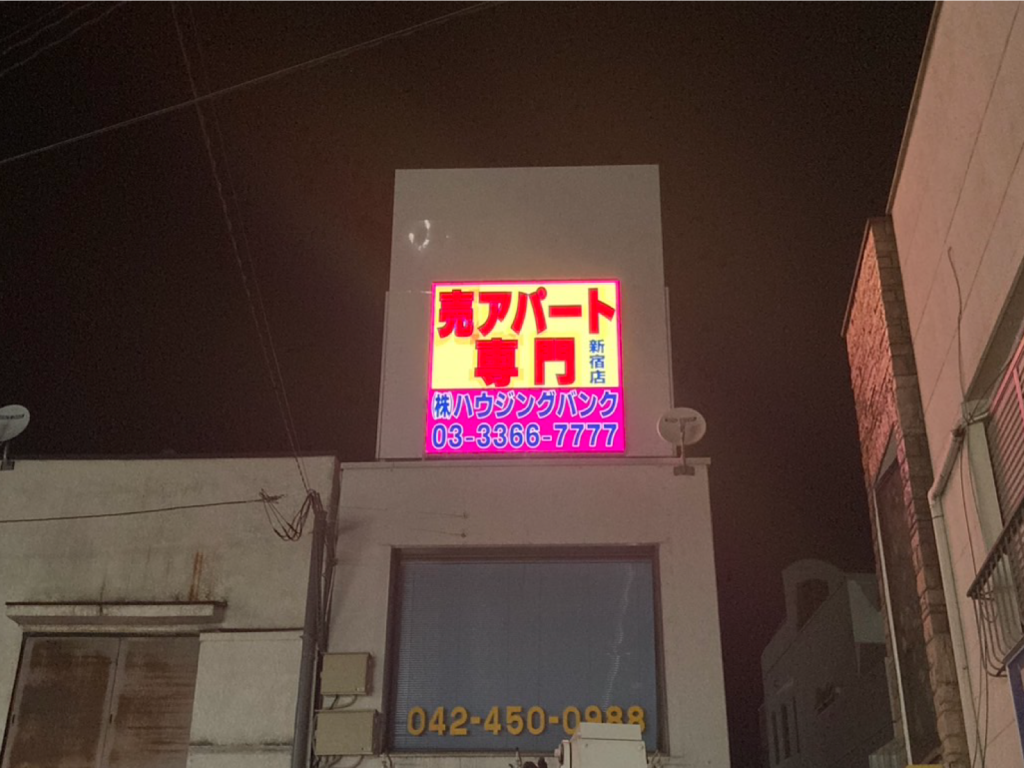 売アパート
専門 新宿店
㈱ハウジングバンク
03-3366-7777
042-450-0988